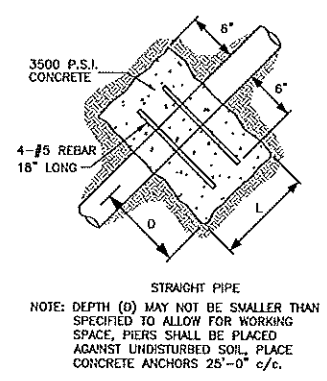 6"
3500 P.S.I.
CONCRETE
6"
4-#5 REBAR
18" LONG
D
L
STRAIGHT PIPE
NOTE: DEPTH (D) MAY NOT BE SMALLER THAN
SPECIFIED TO ALLOW FOR WORKING
SPACE, PIERS SHALL BE PLACED
AGAINST UNDISTURBED SOIL, PLACE
CONCRETE ANCHORS 25'-0" c/c.